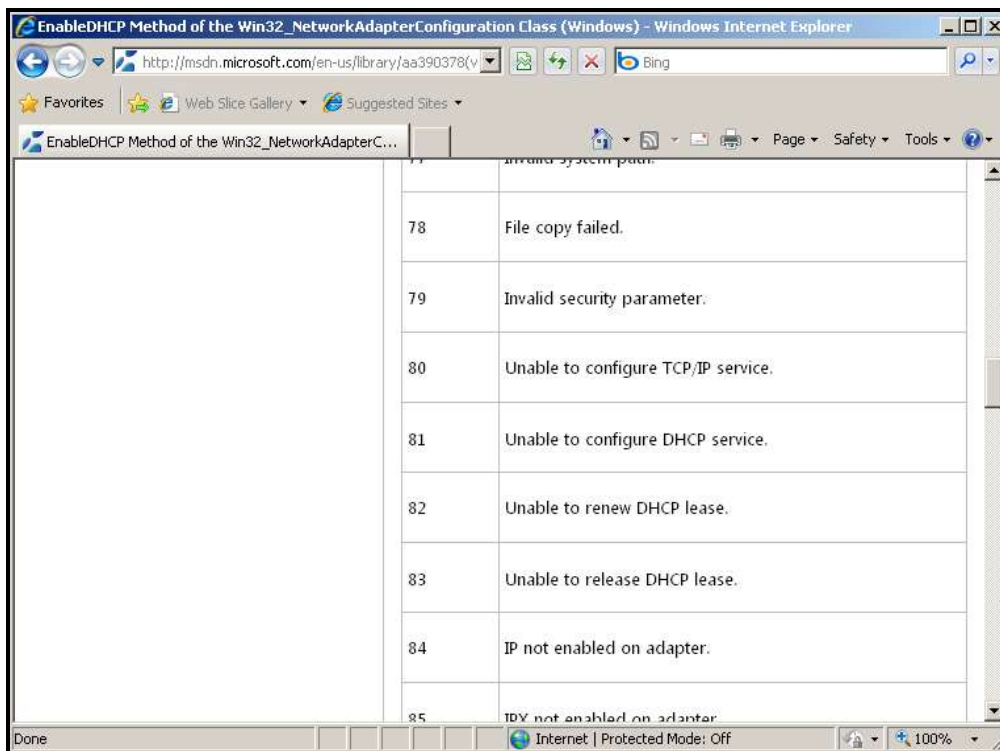 EnableDHCP Method of the Win32_NetworkAdapterConfiguration Class (Windows) - Windows Internet Explorer
http://msdn.microsoft.com/en-us/library/aa390378(v
Bing
Favorites Web Slice Gallery Suggested Sites
EnableDHCP Method of the Win32_NetworkAdapterC... Page Safety Tools
77 Invalid system path.
78 File copy failed.
79 Invalid security parameter.
80 Unable to configure TCP/IP service.
81 Unable to configure DHCP service.
82 Unable to renew DHCP lease.
83 Unable to release DHCP lease.
84 IP not enabled on adapter.
85 IPX not enabled on adapter
Done Internet | Protected Mode: Off 100%